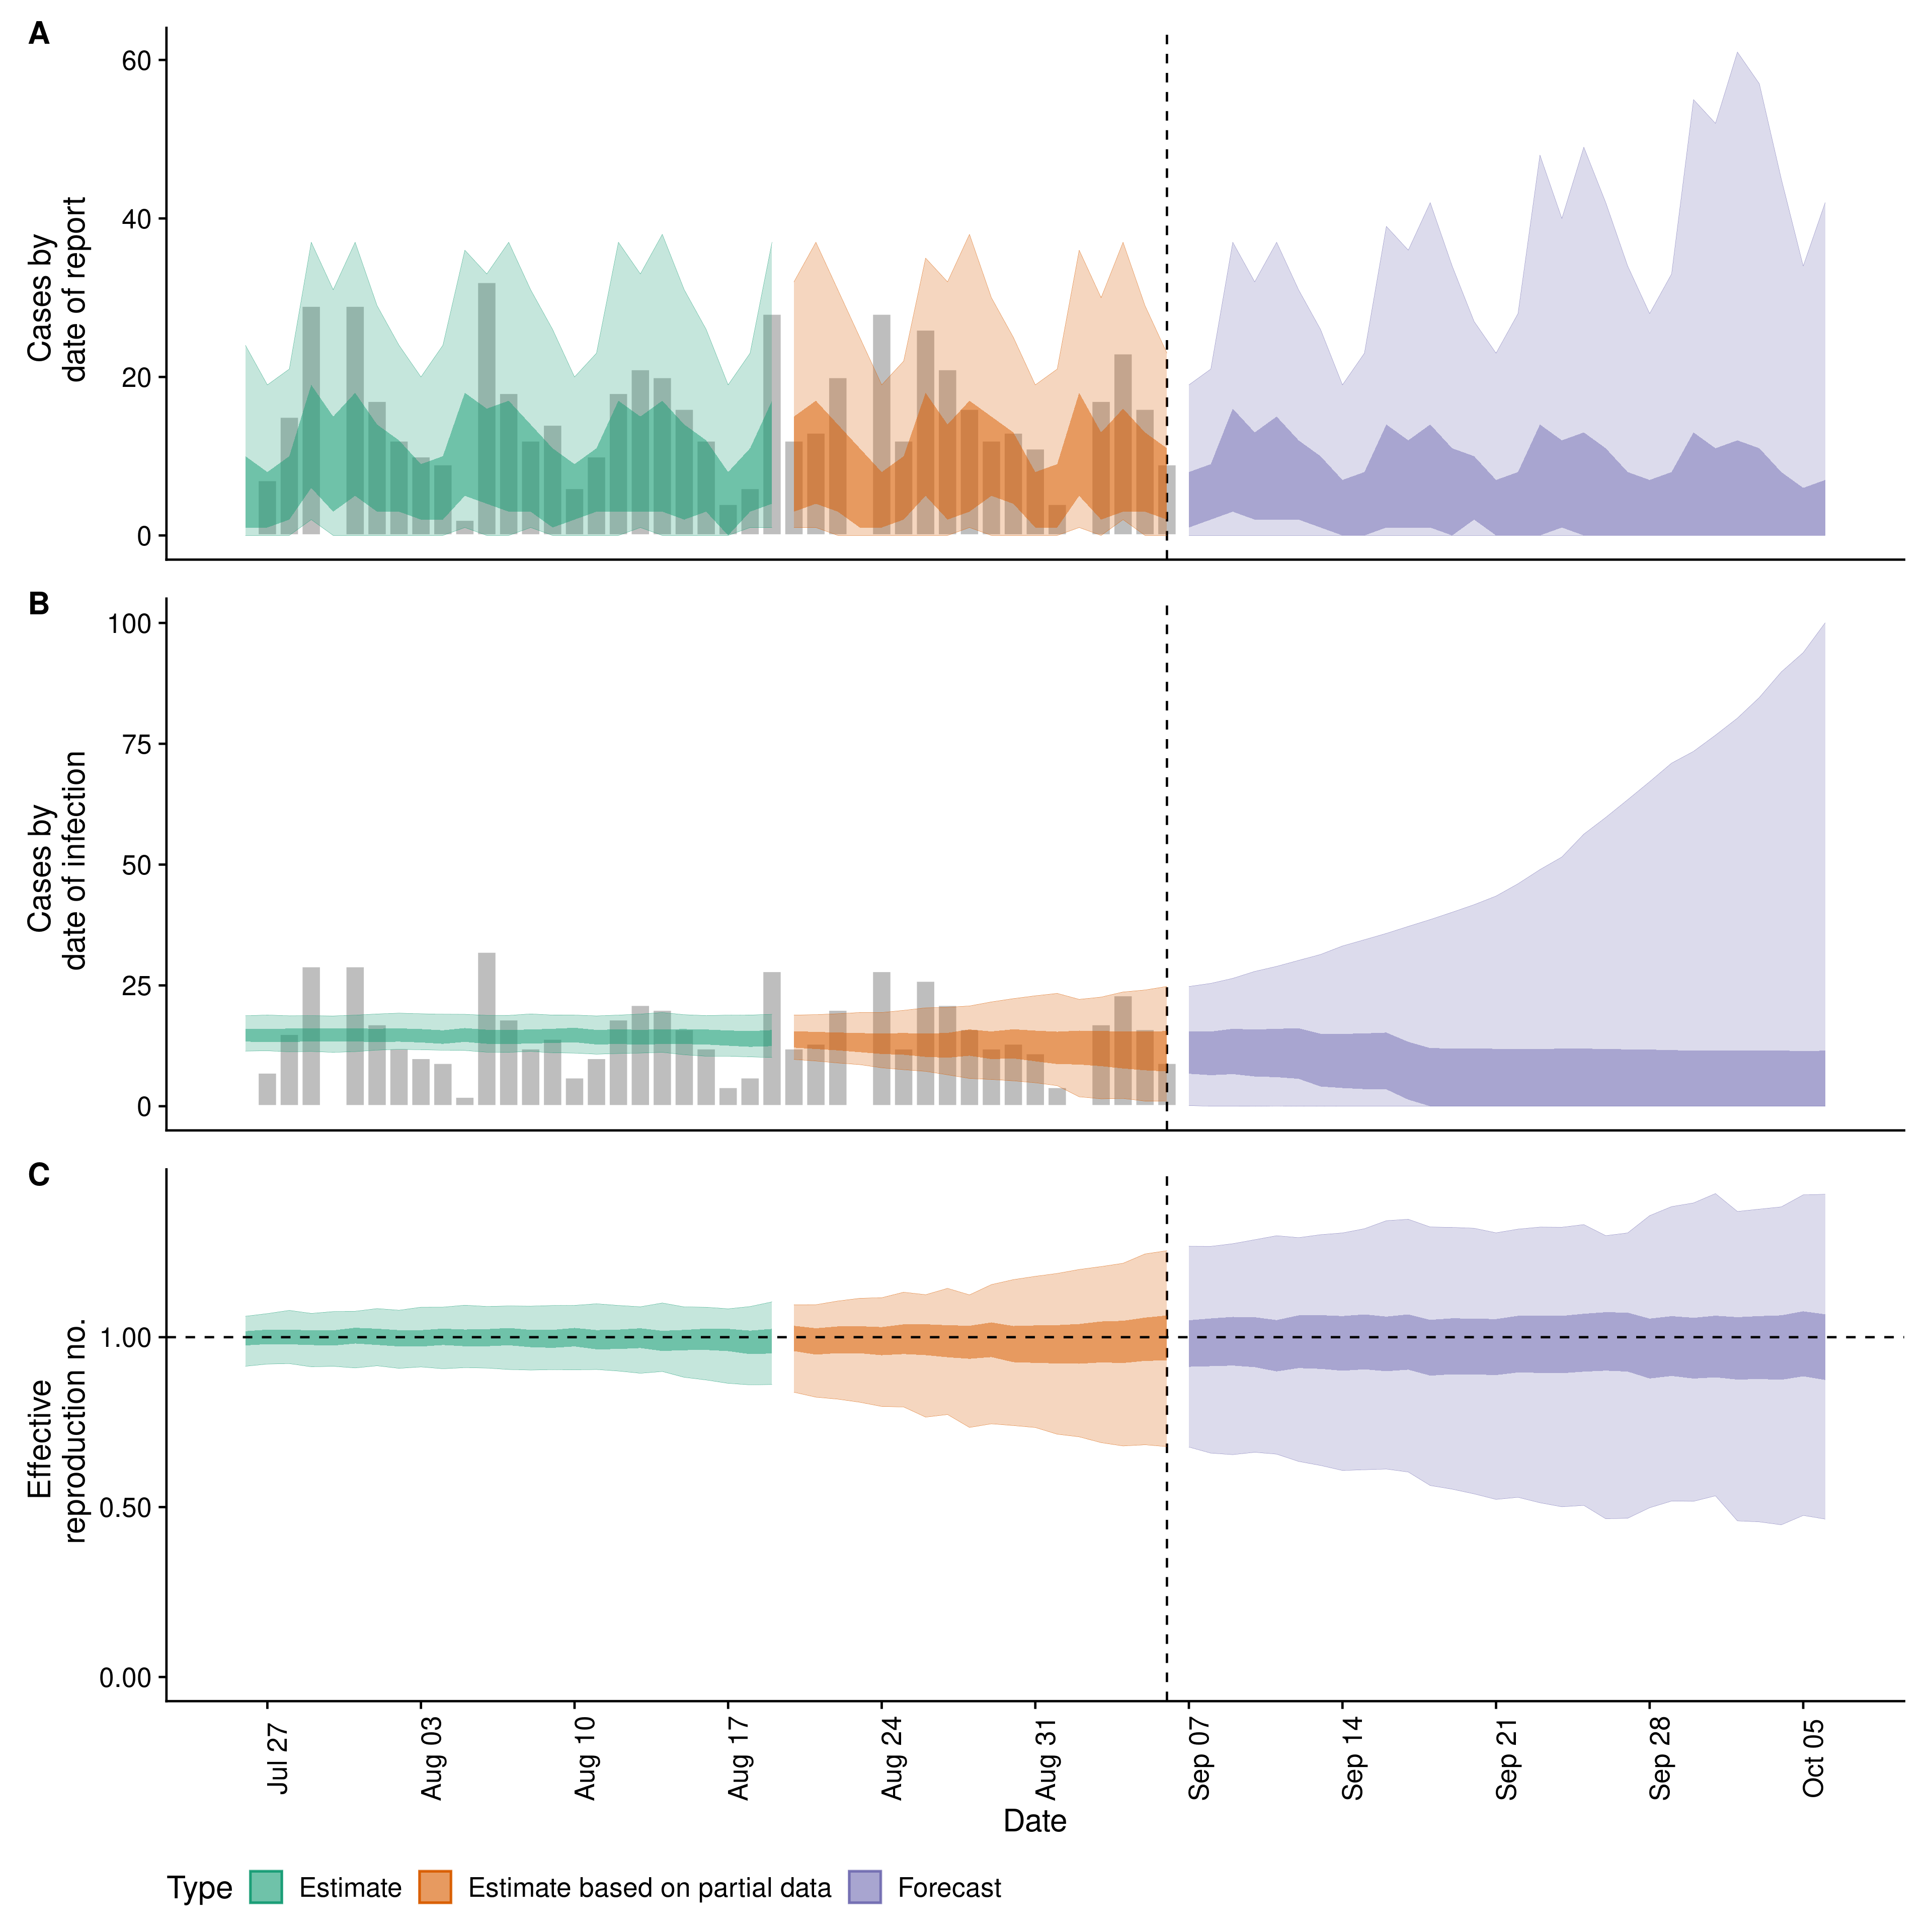 A
60
40
20
0
Cases by
date of report
B
100
75
50
25
0
Cases by
date of infection
C
1.00
0.50
0.00
Effective
reproduction no.
Jul 27
Aug 03
Aug 10
Aug 17
Aug 24
Aug 31
Sep 07
Sep 14
Sep 21
Sep 28
Oct 05
Date
Type Estimate Estimate based on partial data Forecast